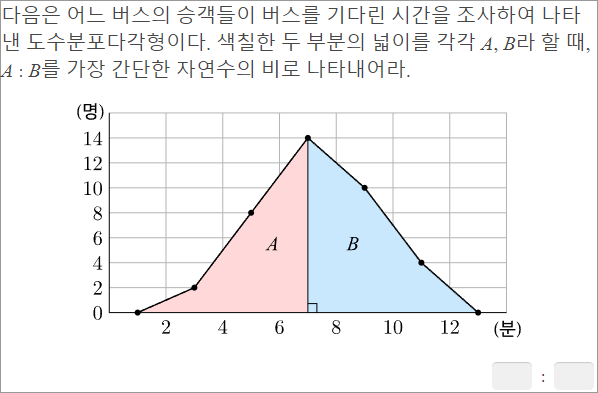 다음은 어느 버스의 승객들이 버스를 기다린 시간을 조사하여 나타
낸 도수분포다각형이다. 색칠한 두 부분의 넓이를 각각 A, B라 할 때,
A : B를 가장 간단한 자연수의 비로 나타내어라.
(명)
14
12
10
8
6
4
2
0
A
B
2 4 6 8 10 12 (분)
: